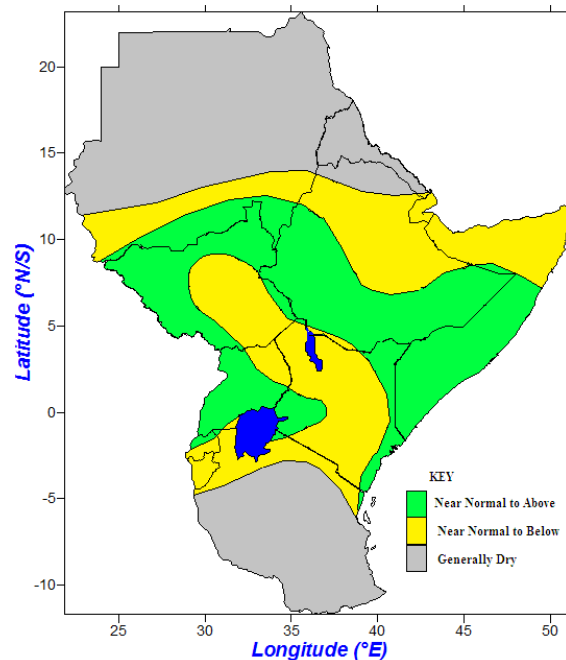 20
15
10
5
0
-5
-10
Latitude (°N/S)
KEY
Near Normal to Above
Near Normal to Below
Generally Dry
25 30 35 40 45 50
Longitude (°E)